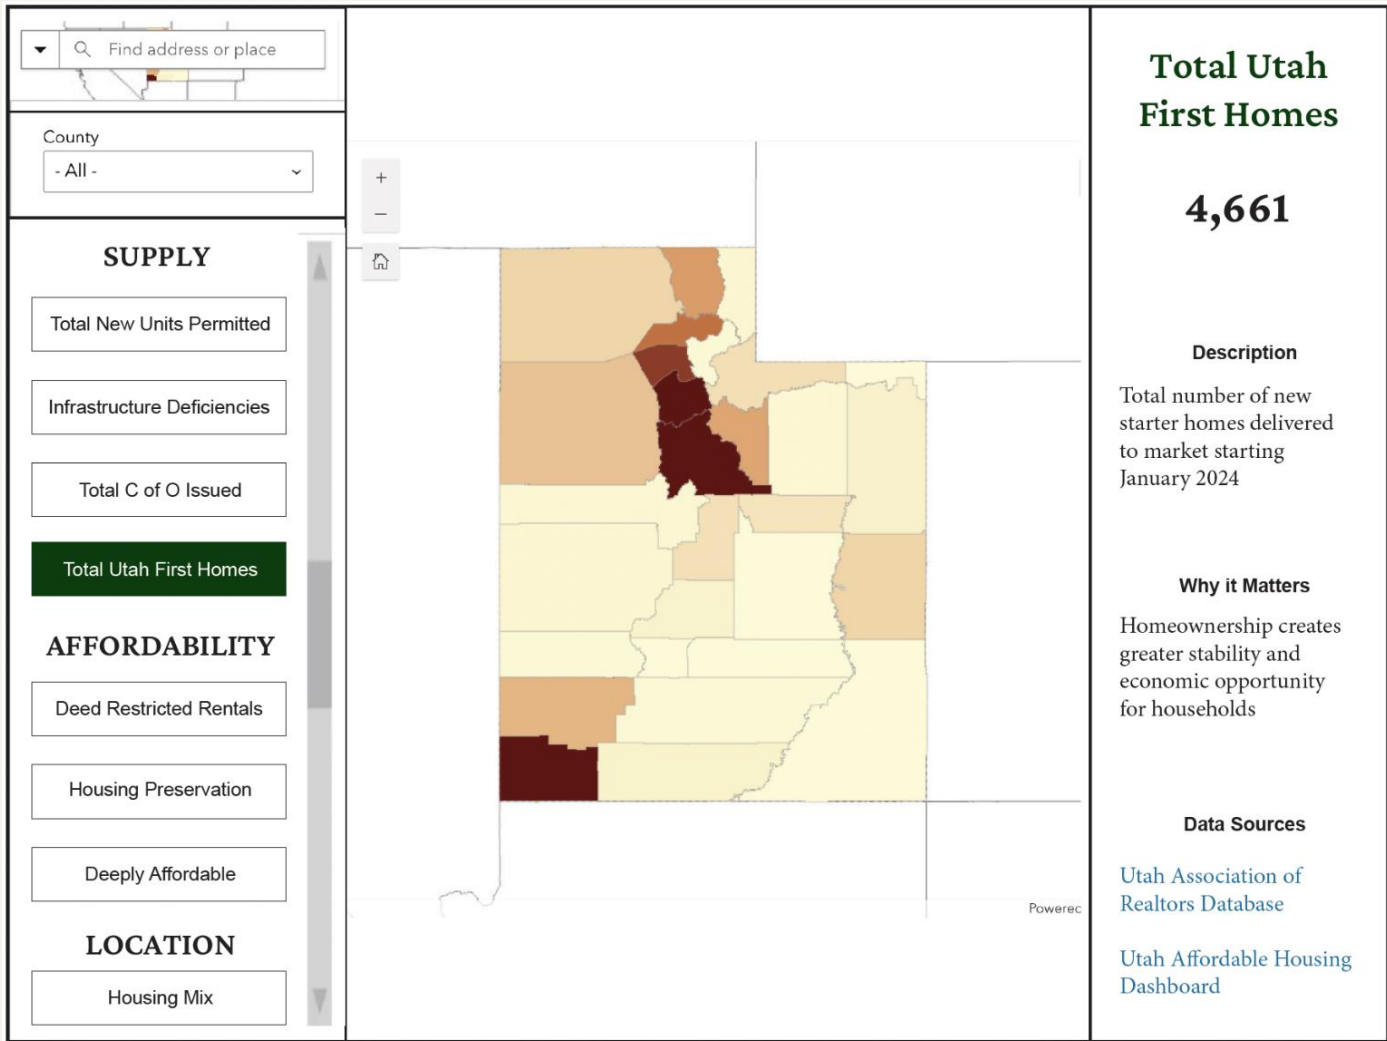 Find address or place
County
- All -
SUPPLY
Total New Units Permitted
Infrastructure Deficiencies
Total C of O Issued
Total Utah First Homes
AFFORDABILITY
Deed Restricted Rentals
Housing Preservation
Deeply Affordable
LOCATION
Housing Mix
+
–
Powerec
Total Utah
First Homes
4,661
Description
Total number of new
starter homes delivered
to market starting
January 2024
Why it Matters
Homeownership creates
greater stability and
economic opportunity
for households
Data Sources
Utah Association of
Realtors Database
Utah Affordable Housing
Dashboard